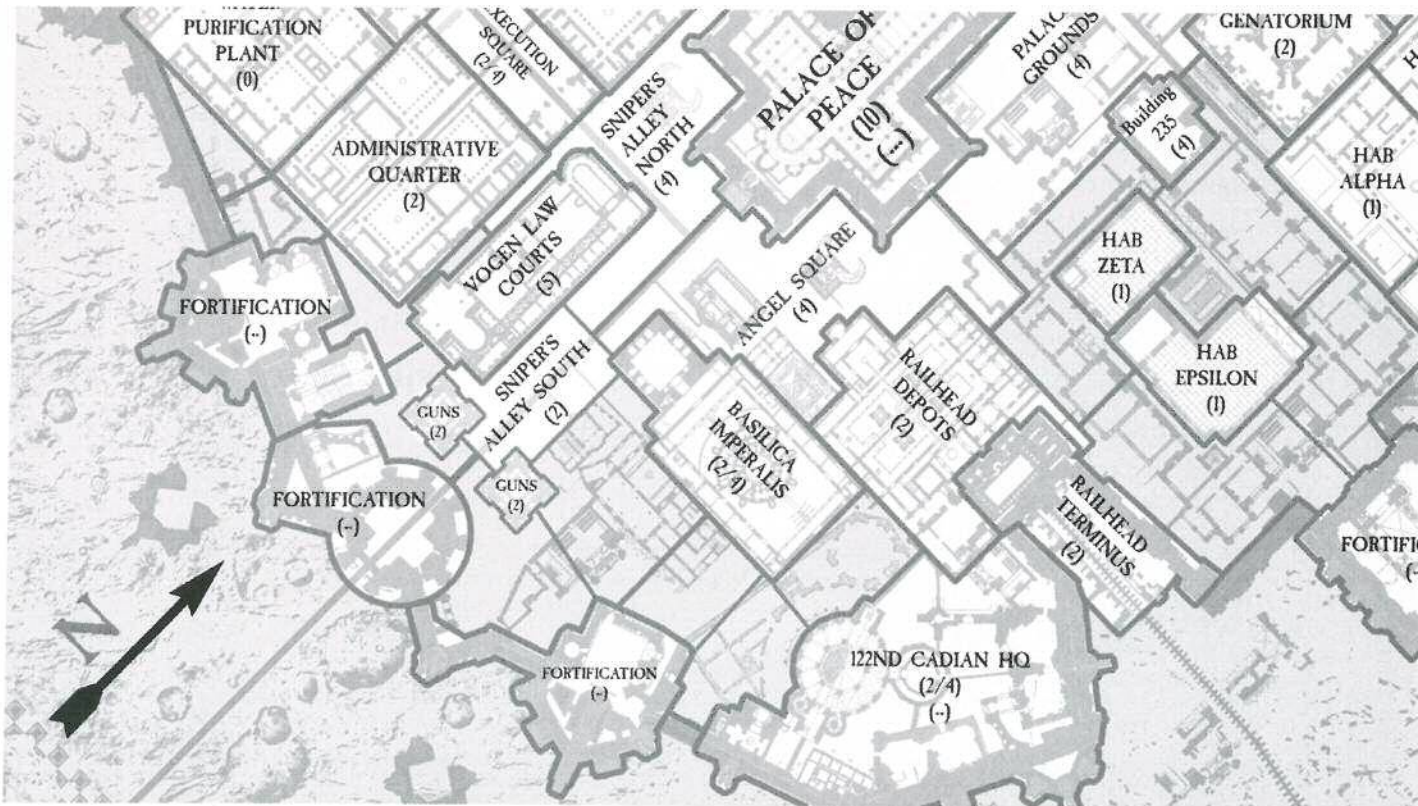 PURIFICATION
PLANT
(0)
EXECUTION
SQUARE
(2/4)
SNIPER'S
ALLEY
NORTH
(4)
PALACE OF
PEACE
(10)
(--)
GROUNDS
(4)
GENATORIUM
(2)
Building
235
(4)
HAB
ALPHA
(1)
ADMINISTRATIVE
QUARTER
(2)
VOGEN LAW
COURTS
(5)
ANGEL SQUARE
(4)
HAB
ZETA
(1)
HAB
EPSILON
(1)
FORTIFICATION
(--)
SNIPER'S
ALLEY SOUTH
(2)
GUNS
(2)
GUNS
(2)
BASILICA
IMPERALIS
(2/4)
RAILHEAD
DEPOTS
(2)
RAILHEAD
TERMINUS
(2)
FORTIFICATION
(--)
FORTIFICATION
(--)
122ND CADIAN HQ
(2/4)
(--)
N